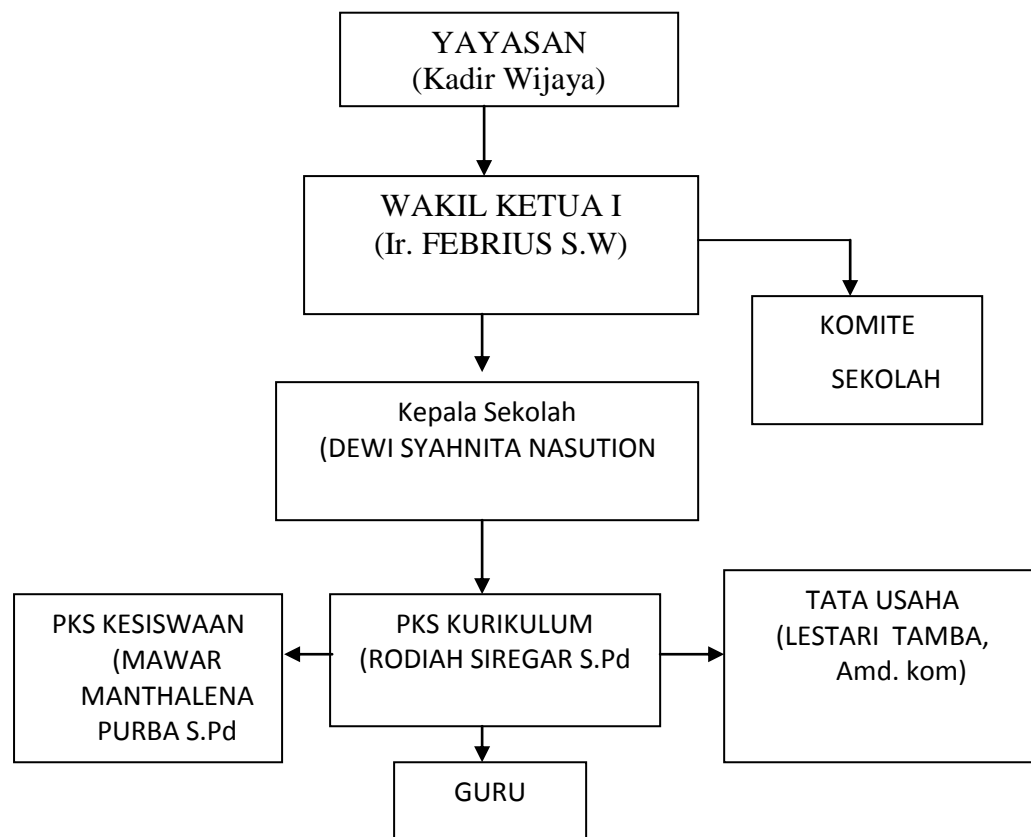 YAYASAN
(Kadir Wijaya)
WAKIL KETUA I
(Ir. FEBRIUS S.W)
KOMITE
SEKOLAH
Kepala Sekolah
(DEWI SYAHNITA NASUTION
PKS KESISWAAN
(MAWAR
MANTHALENA
PURBA S.Pd
PKS KURIKULUM
(RODIAH SIREGAR S.Pd
TATA USAHA
(LESTARI TAMBA,
Amd. kom)
GURU